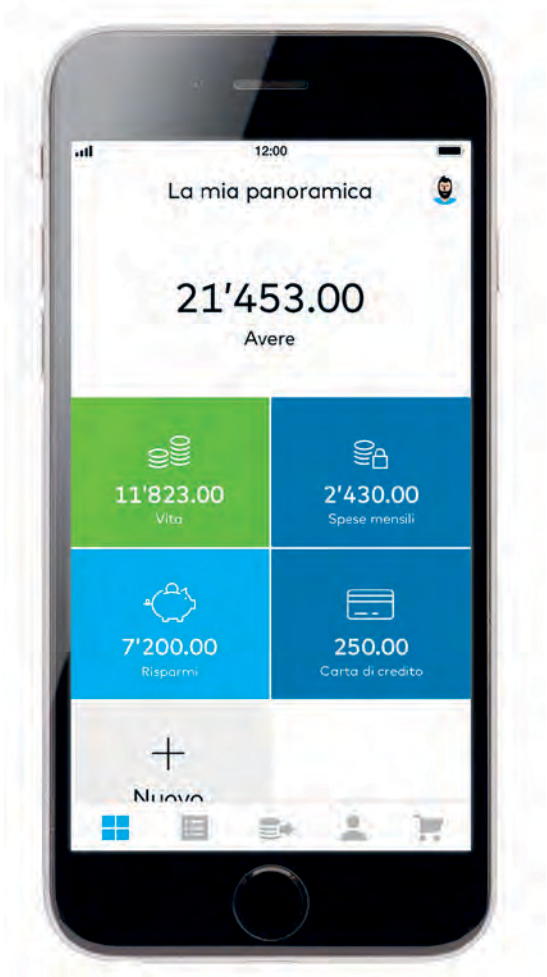 12:00
La mia panoramica
21'453.00
Avere
11'823.00
Vita
2'430.00
Spese mensili
7'200.00
Risparmi
250.00
Carta di credito
Nuovo